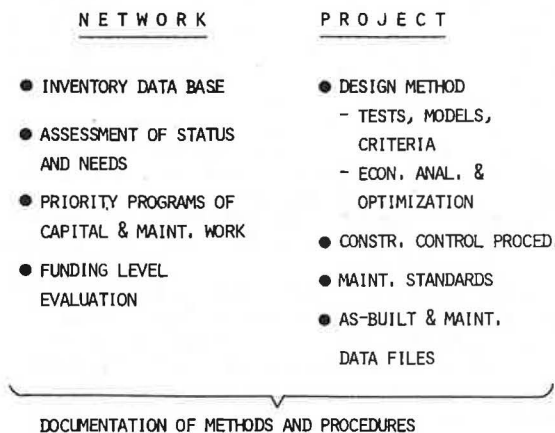 NETWORK
● INVENTORY DATA BASE
● ASSESSMENT OF STATUS
AND NEEDS
● PRIORITY PROGRAMS OF
CAPITAL & MAINT. WORK
● FUNDING LEVEL
EVALUATION
PROJECT
● DESIGN METHOD
- TESTS, MODELS,
CRITERIA
- ECON. ANAL. &
OPTIMIZATION
● CONSTR. CONTROL PROCED.
● MAINT. STANDARDS
● AS-BUILT & MAINT.
DATA FILES
DOCUMENTATION OF METHODS AND PROCEDURES